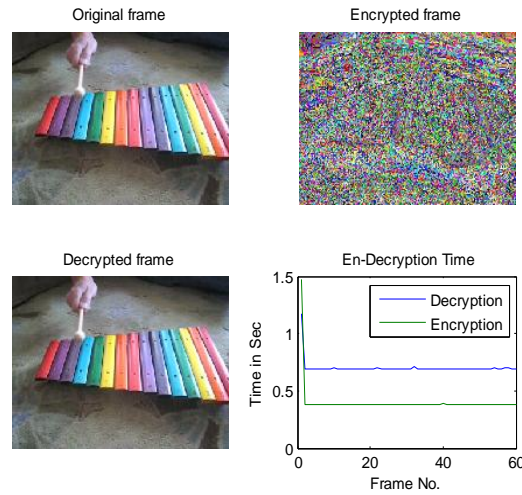 Original frame
Encrypted frame
Decrypted frame
En-Decryption Time
1.5
1
0.5
0
Time in Sec
Decryption
Encryption
0
20
40
60
Frame No.